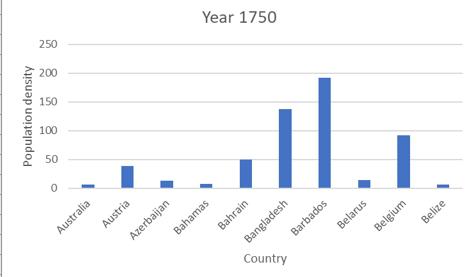 Year 1750
Population density
250
200
150
100
50
0
Australia
Austria
Azerbaijan
Bahamas
Bahrain
Bangladesh
Barbados
Belarus
Belgium
Belize
Country